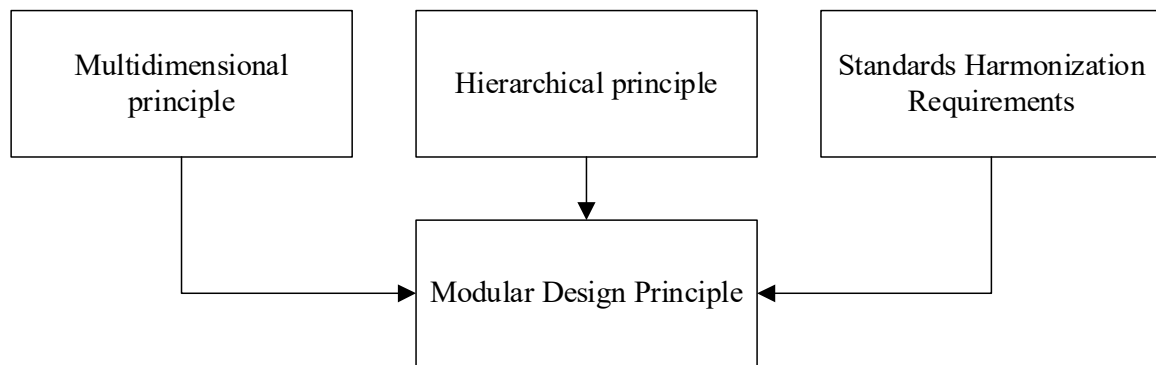 Multidimensional
principle
Hierarchical principle
Standards Harmonization
Requirements
Modular Design Principle